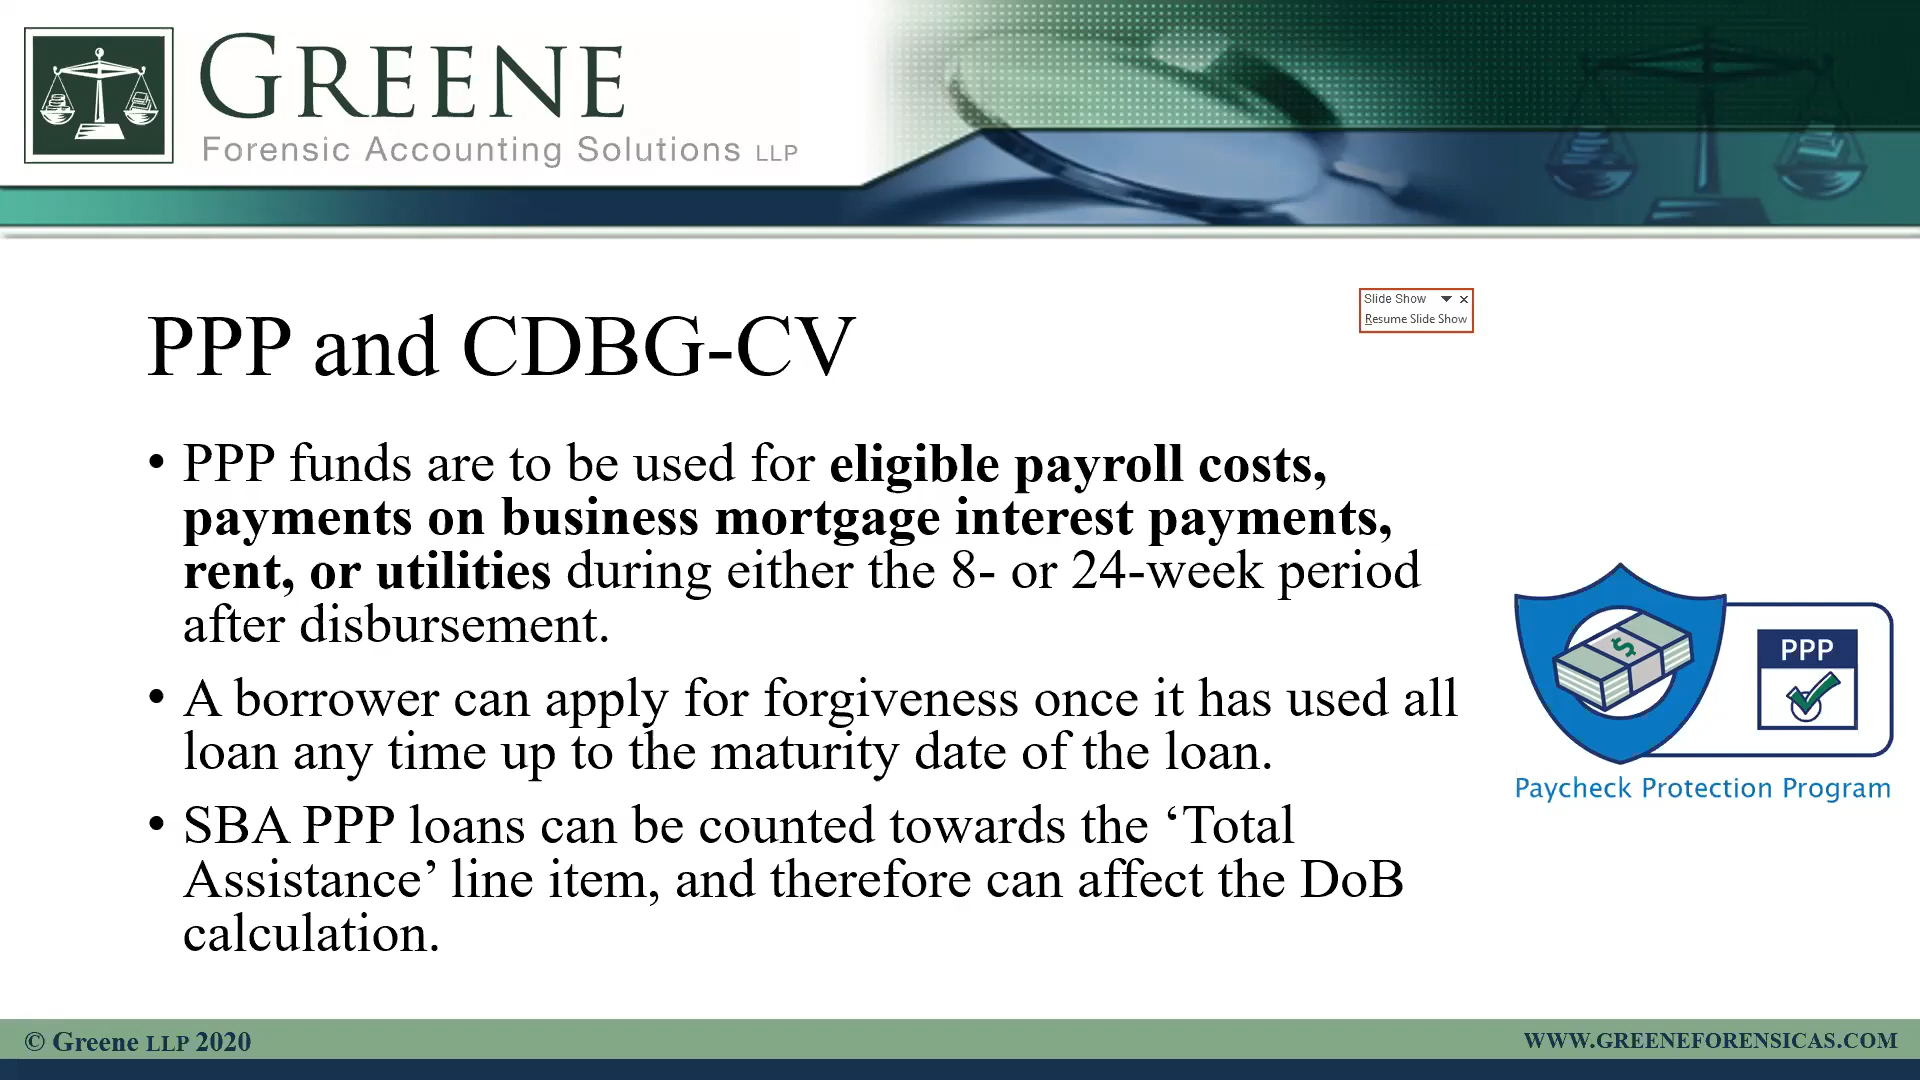 GREENE
Forensic Accounting Solutions LLP
Slide Show
Resume Slide Show
PPP and CDBG-CV
• PPP funds are to be used for eligible payroll costs,
payments on business mortgage interest payments,
rent, or utilities during either the 8- or 24-week period
after disbursement.
• A borrower can apply for forgiveness once it has used all
loan any time up to the maturity date of the loan.
• SBA PPP loans can be counted towards the ‘Total
Assistance’ line item, and therefore can affect the DoB
calculation.
$
PPP
Paycheck Protection Program
© Greene LLP 2020
WWW.GREENEFORENSICAS.COM